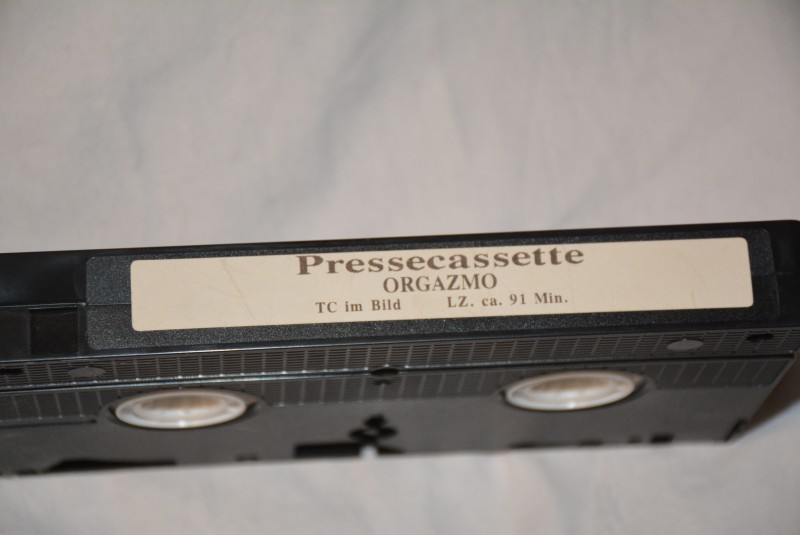 Pressecassette
ORGAZMO
TC im Bild LZ. ca. 91 Min.